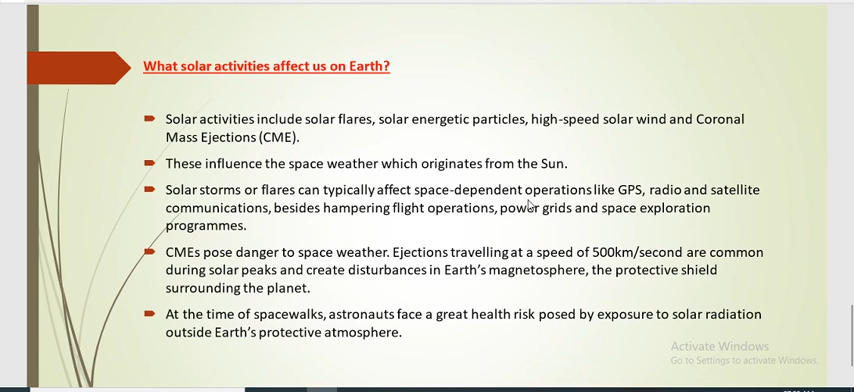 What solar activities affect us on Earth?
Solar activities include solar flares, solar energetic particles, high-speed solar wind and Coronal
Mass Ejections (CME).
These influence the space weather which originates from the Sun.
Solar storms or flares can typically affect space-dependent operations like GPS, radio and satellite
communications, besides hampering flight operations, power grids and space exploration
programmes.
CMEs pose danger to space weather. Ejections travelling at a speed of 500km/second are common
during solar peaks and create disturbances in Earth’s magnetosphere, the protective shield
surrounding the planet.
At the time of spacewalks, astronauts face a great health risk posed by exposure to solar radiation
outside Earth’s protective atmosphere.
Activate Windows
Go to Settings to activate Windows.